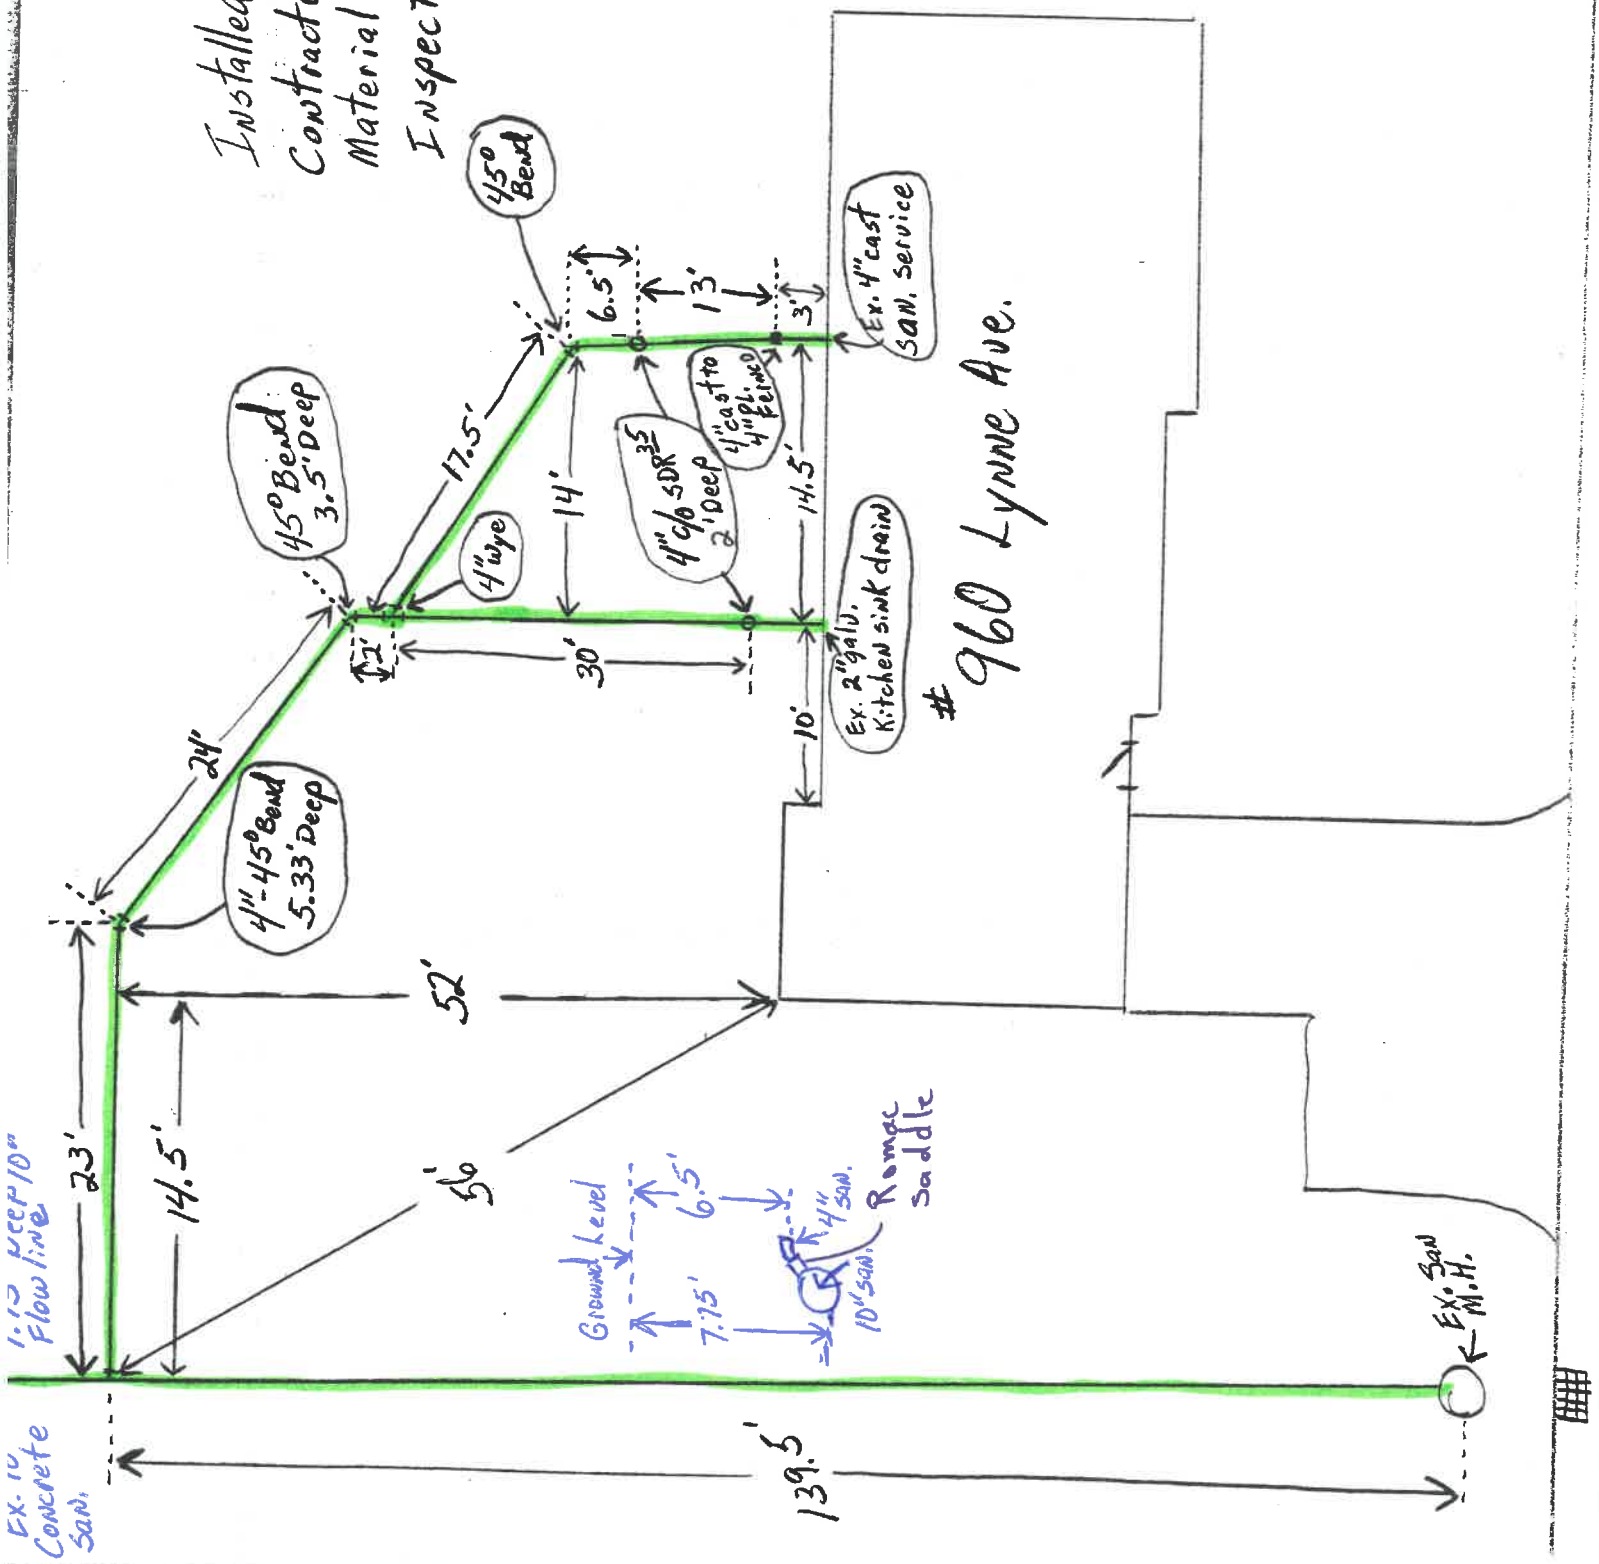 Installed
Contract
Material
Inspect
45° Bend
45° Bend
3.5' Deep
17.5'
6.5'
13'
3'
Ex. 4" cast
san. service
4" cast to
4" pl.
14'
4" wye
4" c/o SDR 35
2' Deep
14.5'
24'
2'
30'
10'
Ex. 2" galv.
Kitchen sink drain
# 960 Lynne Ave.
4"-45° Bend
5.33' Deep
52'
23'
14.5'
56'
Deep 10"
Flow line
Ex. 10"
Concrete
San.
Ground Level
7.75'
6.5'
4" san.
10" san.
Romac
Saddle
139.5'
Ex. San
M.H.